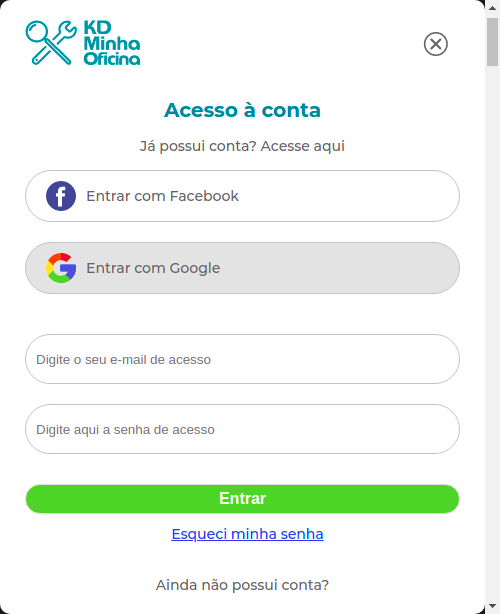 KD
Minha
Oficina
Acesso à conta
Já possui conta? Acesse aqui
Entrar com Facebook
Entrar com Google
Digite o seu e-mail de acesso
Digite aqui a senha de acesso
Entrar
Esqueci minha senha
Ainda não possui conta?